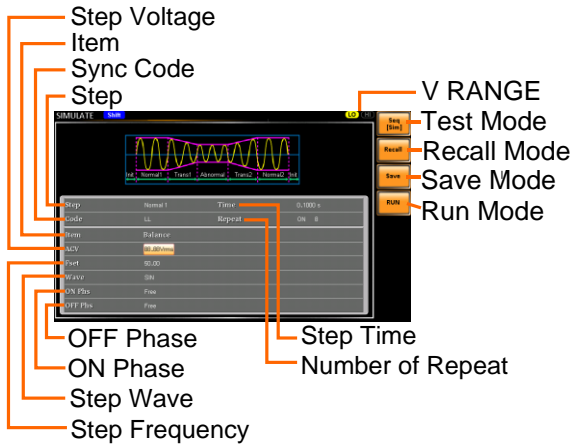 Step Voltage
Item
Sync Code
Step
V RANGE
Test Mode
Recall Mode
Save Mode
Run Mode
SIMULATE Shift LO HI
Seq
[Sim]
Recall
Save
RUN
Init Normal1 Trans1 Abnormal Trans2 Normal2 Init
Step Normal 1 Time 0.1000 s
Code LL Repeat ON 8
Item Balance
ACV
Fset 50.00
Wave SIN
ON Phs Free
OFF Phs Free
OFF Phase
ON Phase
Step Wave
Step Frequency
Step Time
Number of Repeat